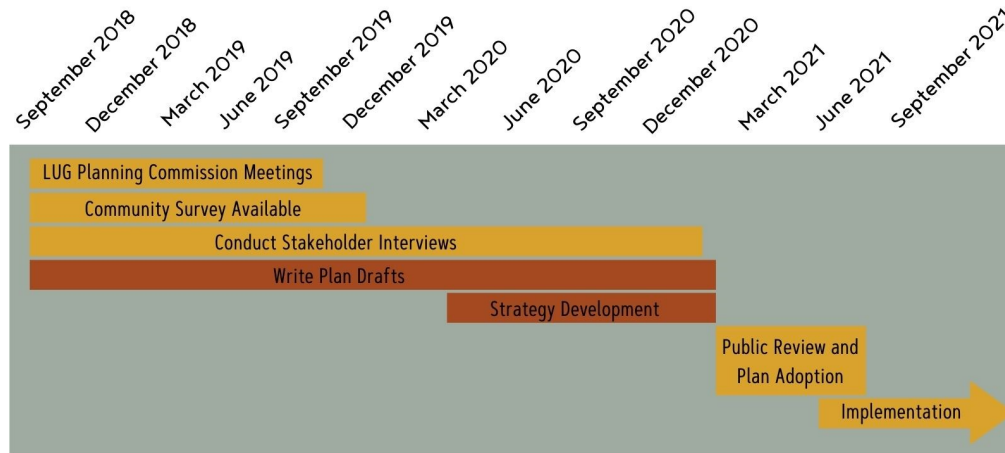 September 2018
December 2018
March 2019
June 2019
September 2019
December 2019
March 2020
June 2020
September 2020
December 2020
March 2021
June 2021
September 2021
LUG Planning Commission Meetings
Community Survey Available
Conduct Stakeholder Interviews
Write Plan Drafts
Strategy Development
Public Review and
Plan Adoption
Implementation